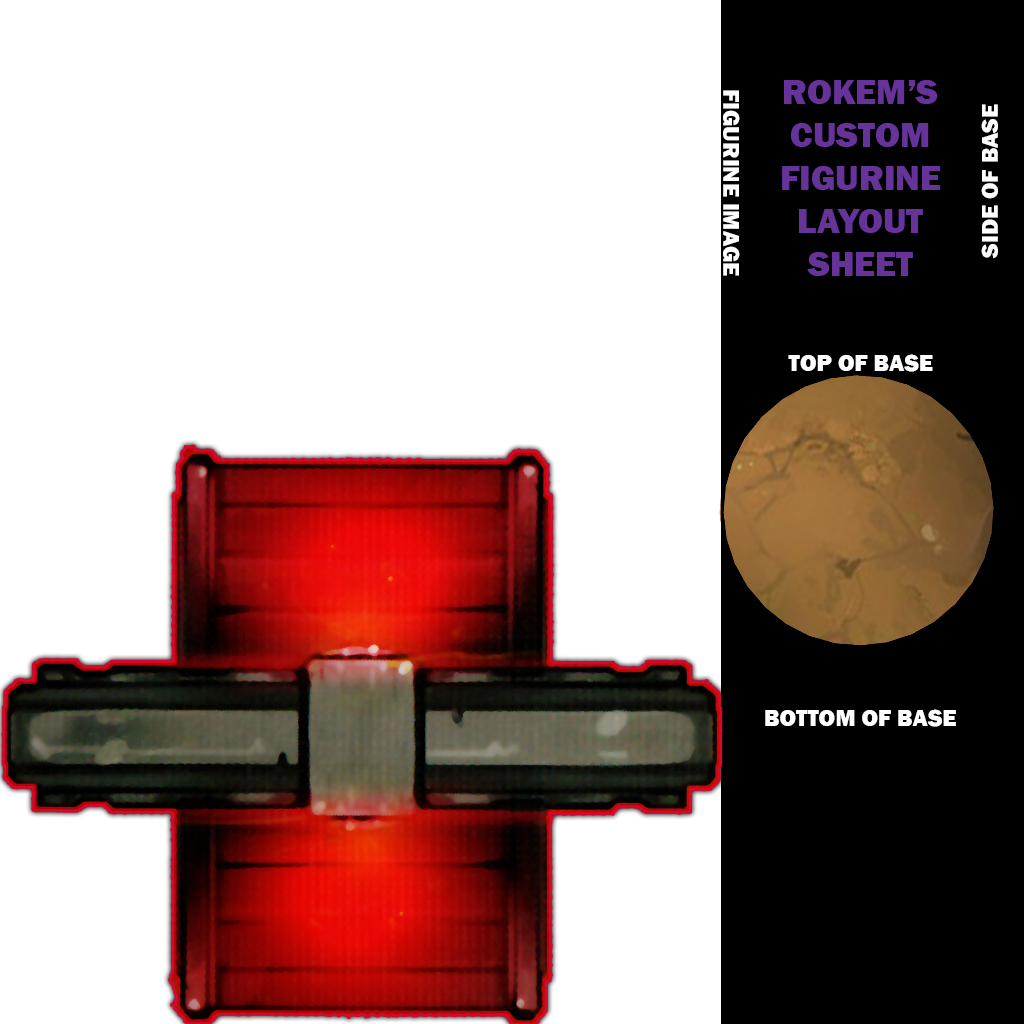 FIGURINE IMAGE
ROKEM’S
CUSTOM
FIGURINE
LAYOUT
SHEET
SIDE OF BASE
TOP OF BASE
BOTTOM OF BASE